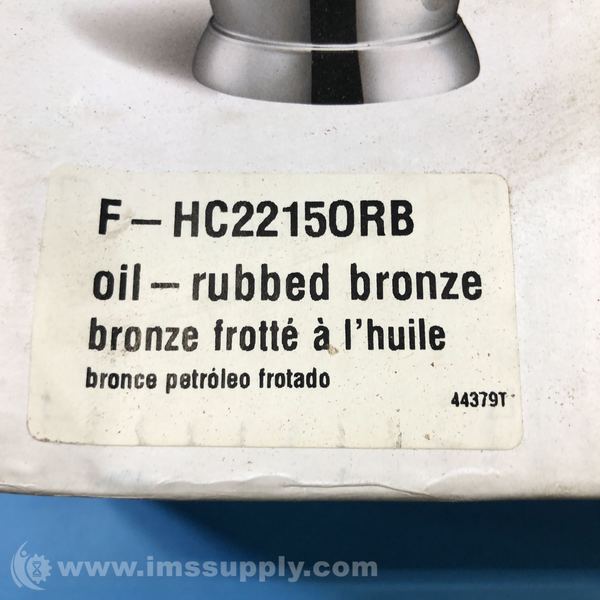 F-HC2215ORB
oil-rubbed bronze
bronze frotté à l'huile
bronce petróleo frotado
44379T
www.imssupply.com